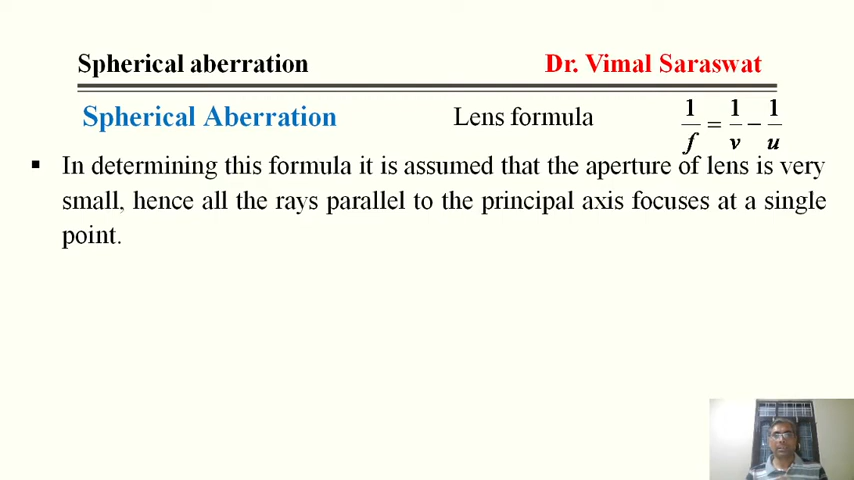 Spherical aberration Dr. Vimal Saraswat
Spherical Aberration Lens formula 1/f = 1/v − 1/u
▪ In determining this formula it is assumed that the aperture of lens is very
small, hence all the rays parallel to the principal axis focuses at a single
point.